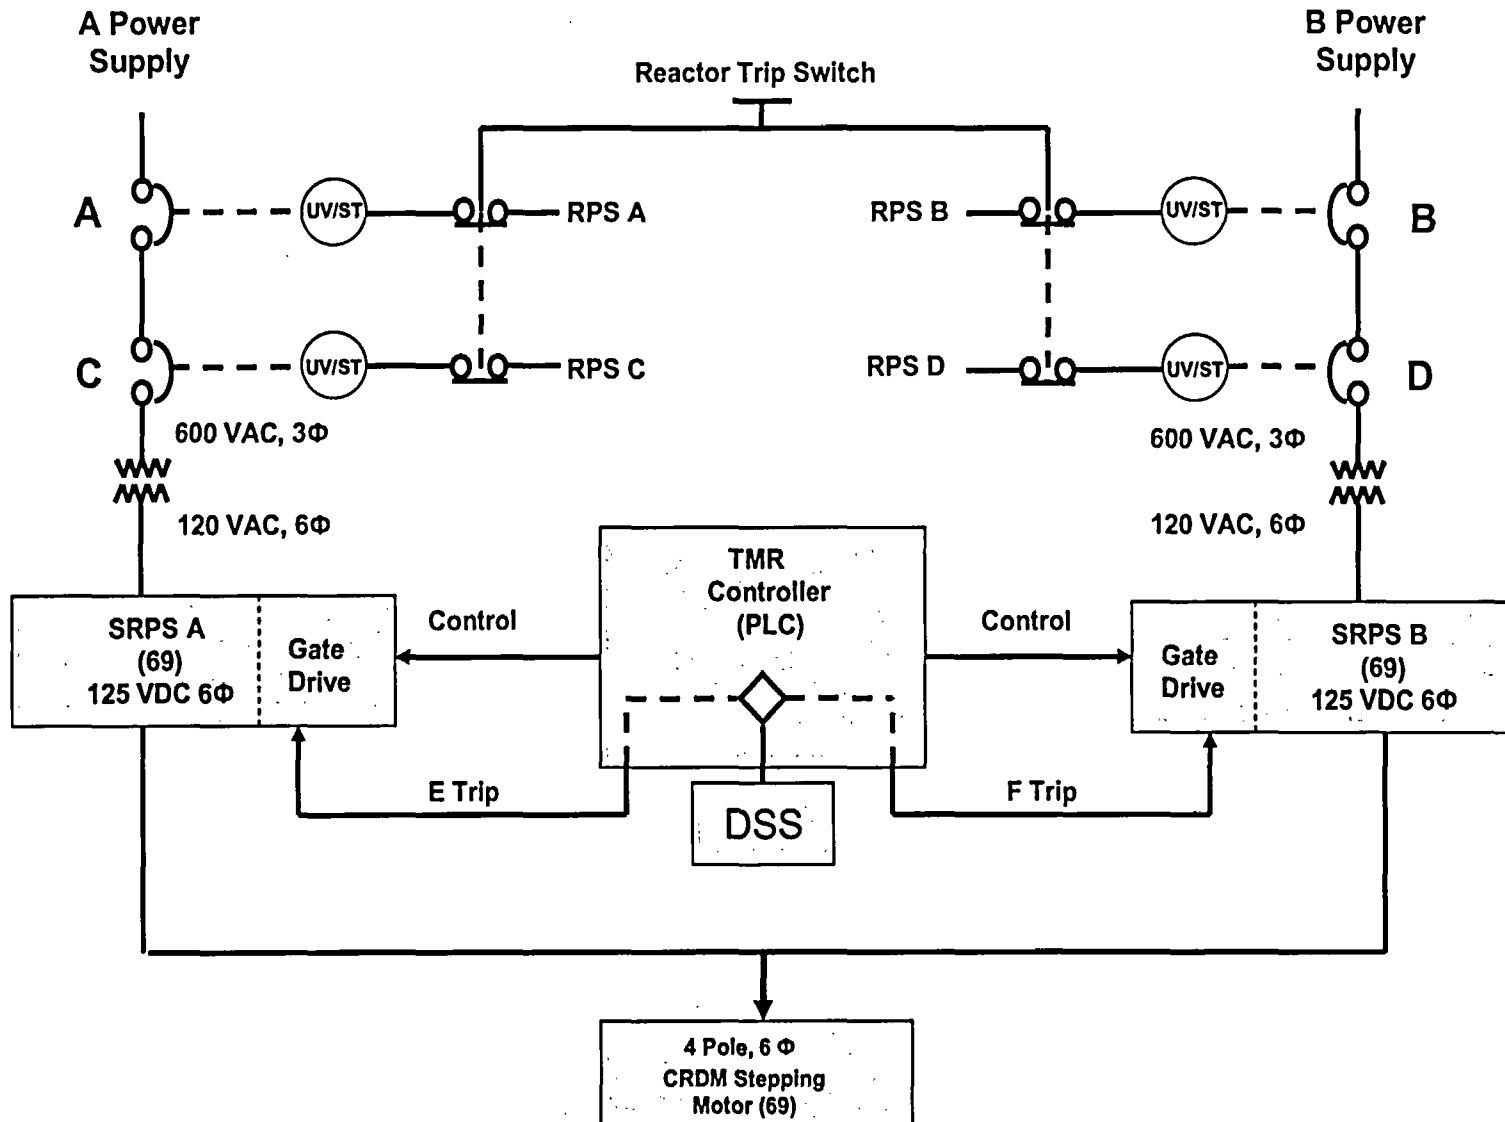 A Power
Supply
B Power
Supply
Reactor Trip Switch
A
UV/ST
RPS A
RPS B
UV/ST
B
C
UV/ST
RPS C
RPS D
UV/ST
D
600 VAC, 3Φ
600 VAC, 3Φ
120 VAC, 6Φ
120 VAC, 6Φ
SRPS A
(69)
125 VDC 6Φ
Gate
Drive
Control
TMR
Controller
(PLC)
Control
Gate
Drive
SRPS B
(69)
125 VDC 6Φ
E Trip
DSS
F Trip
4 Pole, 6 Φ
CRDM Stepping
Motor (69)